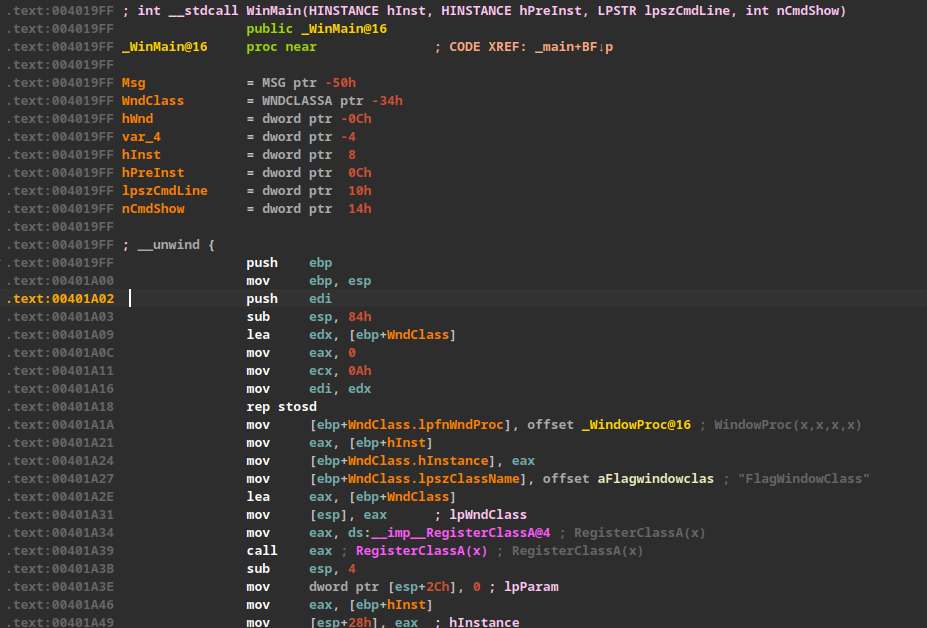 .text:004019FF ; int __stdcall WinMain(HINSTANCE hInst, HINSTANCE hPreInst, LPSTR lpszCmdLine, int nCmdShow)
.text:004019FF public _WinMain@16
.text:004019FF _WinMain@16 proc near ; CODE XREF: _main+BF↓p
.text:004019FF
.text:004019FF Msg = MSG ptr -50h
.text:004019FF WndClass = WNDCLASSA ptr -34h
.text:004019FF hWnd = dword ptr -0Ch
.text:004019FF var_4 = dword ptr -4
.text:004019FF hInst = dword ptr 8
.text:004019FF hPreInst = dword ptr 0Ch
.text:004019FF lpszCmdLine = dword ptr 10h
.text:004019FF nCmdShow = dword ptr 14h
.text:004019FF
.text:004019FF ; __unwind {
.text:004019FF push ebp
.text:00401A00 mov ebp, esp
.text:00401A02 push edi
.text:00401A03 sub esp, 84h
.text:00401A09 lea edx, [ebp+WndClass]
.text:00401A0C mov eax, 0
.text:00401A11 mov ecx, 0Ah
.text:00401A16 mov edi, edx
.text:00401A18 rep stosd
.text:00401A1A mov [ebp+WndClass.lpfnWndProc], offset _WindowProc@16 ; WindowProc(x,x,x,x)
.text:00401A21 mov eax, [ebp+hInst]
.text:00401A24 mov [ebp+WndClass.hInstance], eax
.text:00401A27 mov [ebp+WndClass.lpszClassName], offset aFlagwindowclas ; "FlagWindowClass"
.text:00401A2E lea eax, [ebp+WndClass]
.text:00401A31 mov [esp], eax ; lpWndClass
.text:00401A34 mov eax, ds:__imp__RegisterClassA@4 ; RegisterClassA(x)
.text:00401A39 call eax ; RegisterClassA(x) ; RegisterClassA(x)
.text:00401A3B sub esp, 4
.text:00401A3E mov dword ptr [esp+2Ch], 0 ; lpParam
.text:00401A46 mov eax, [ebp+hInst]
.text:00401A49 mov [esp+28h], eax ; hInstance